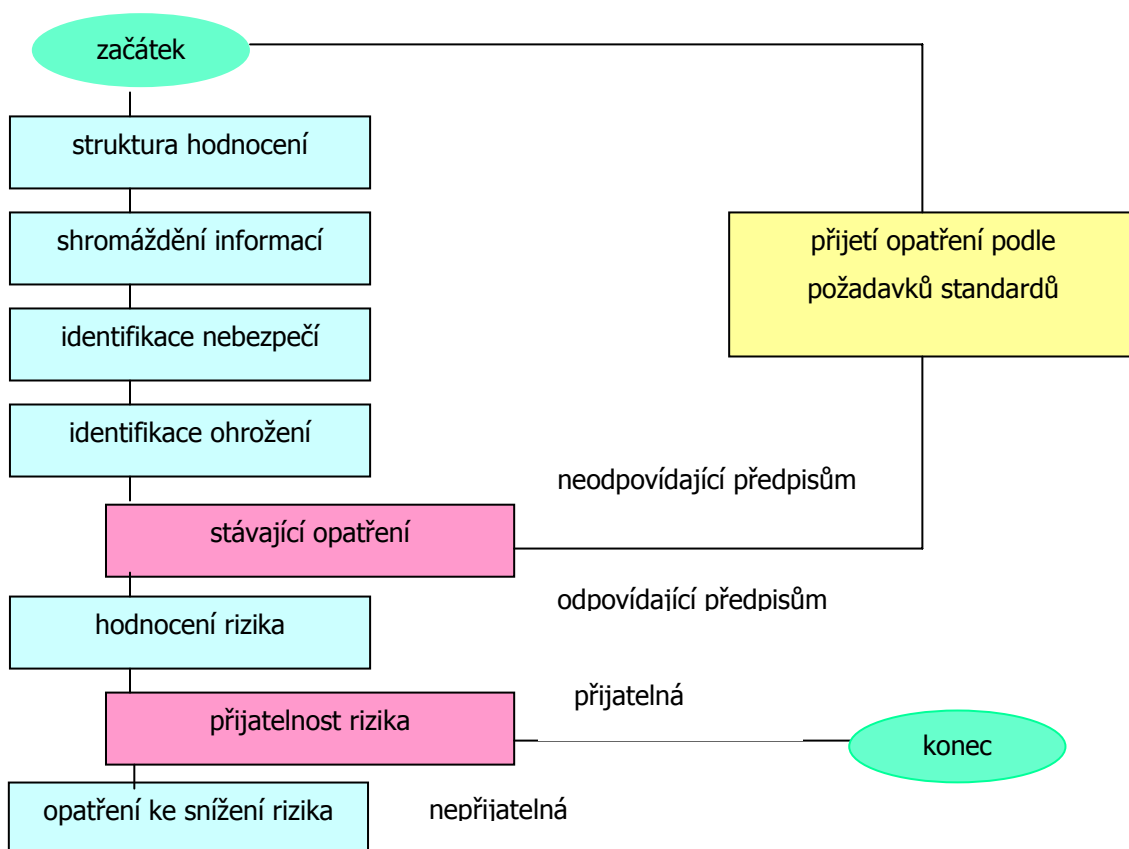 začátek
struktura hodnocení
shromáždění informací
přijetí opatření podle
požadavků standardů
identifikace nebezpečí
identifikace ohrožení
neodpovídající předpisům
stávající opatření
odpovídající předpisům
hodnocení rizika
přijatelná
přijatelnost rizika
konec
opatření ke snížení rizika
nepřijatelná